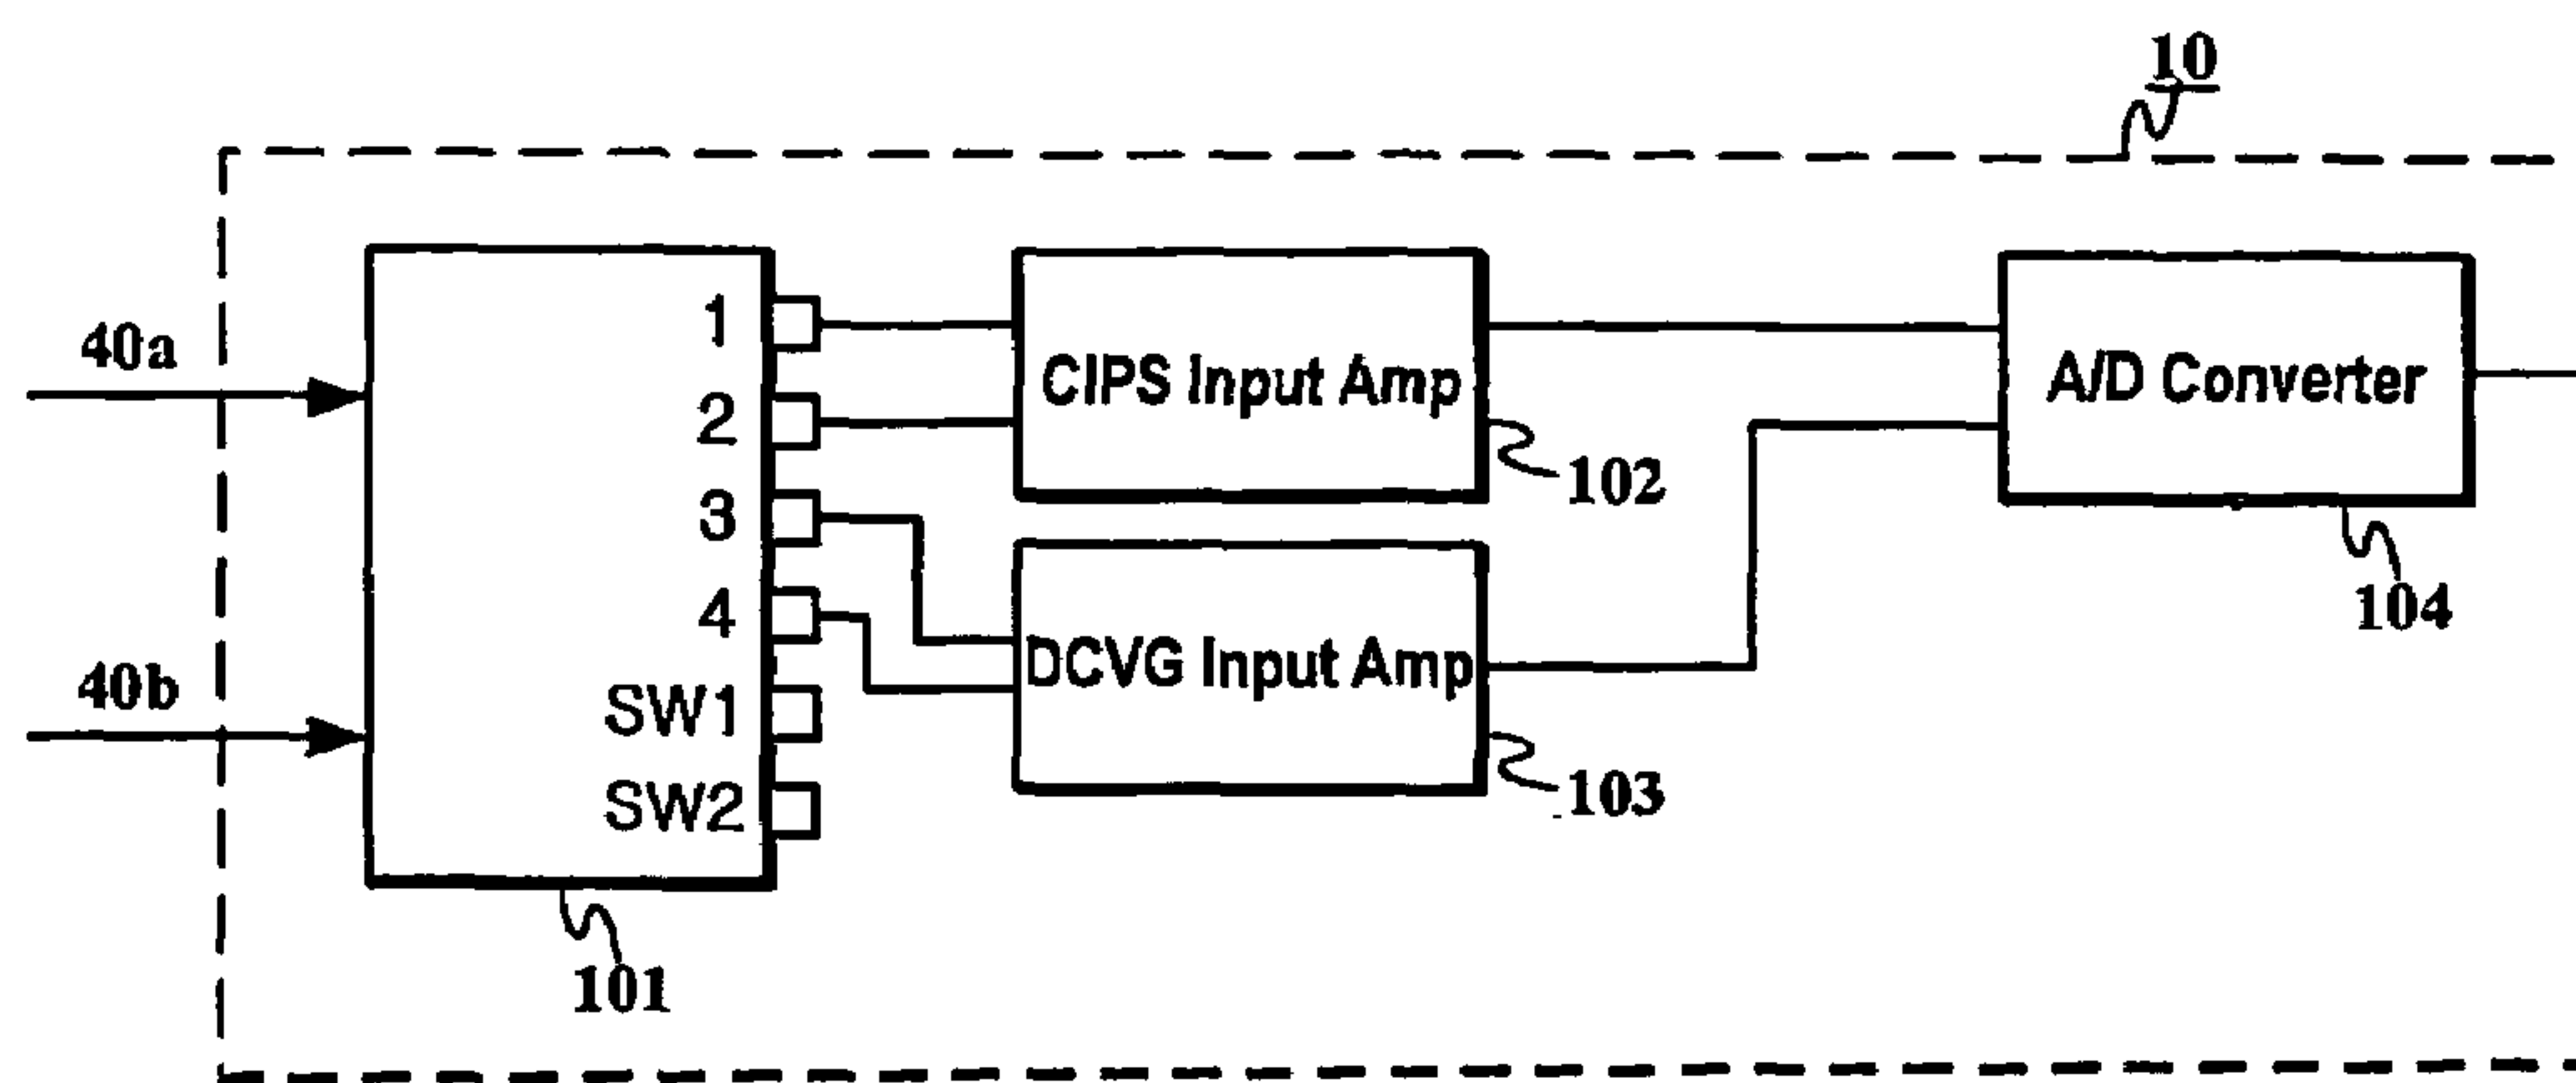 10
40a
40b
1
2
3
4
SW1
SW2
101
CIPS Input Amp
102
DCVG Input Amp
103
A/D Converter
104